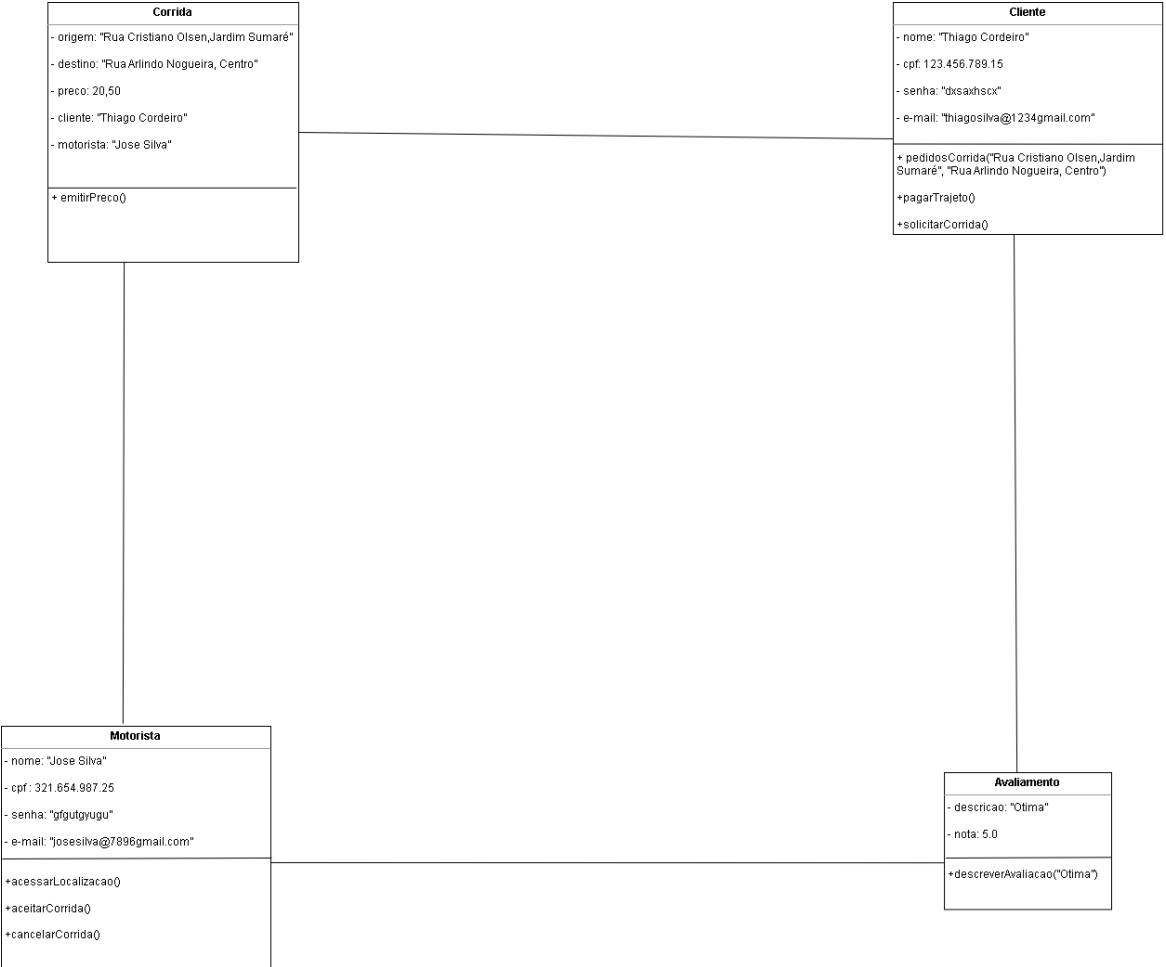 Corrida
- origem: "Rua Cristiano Olsen,Jardim Sumaré"
- destino: "Rua Arlindo Nogueira, Centro"
- preco: 20,50
- cliente: "Thiago Cordeiro"
- motorista: "Jose Silva"
+ emitirPreco()
Cliente
- nome: "Thiago Cordeiro"
- cpf: 123.456.789.15
- senha: "dxsaxhscx"
- e-mail: "thiagosilva@1234gmail.com"
+ pedidosCorrida("Rua Cristiano Olsen,Jardim
Sumaré", "Rua Arlindo Nogueira, Centro")
+pagarTrajeto()
+solicitarCorrida()
Motorista
- nome: "Jose Silva"
- cpf : 321.654.987.25
- senha: "gfgutgyugu"
- e-mail: "josesilva@7896gmail.com"
+acessarLocalizacao()
+aceitarCorrida()
+cancelarCorrida()
Avaliamento
- descricao: "Otima"
- nota: 5.0
+descreverAvaliacao("Otima")